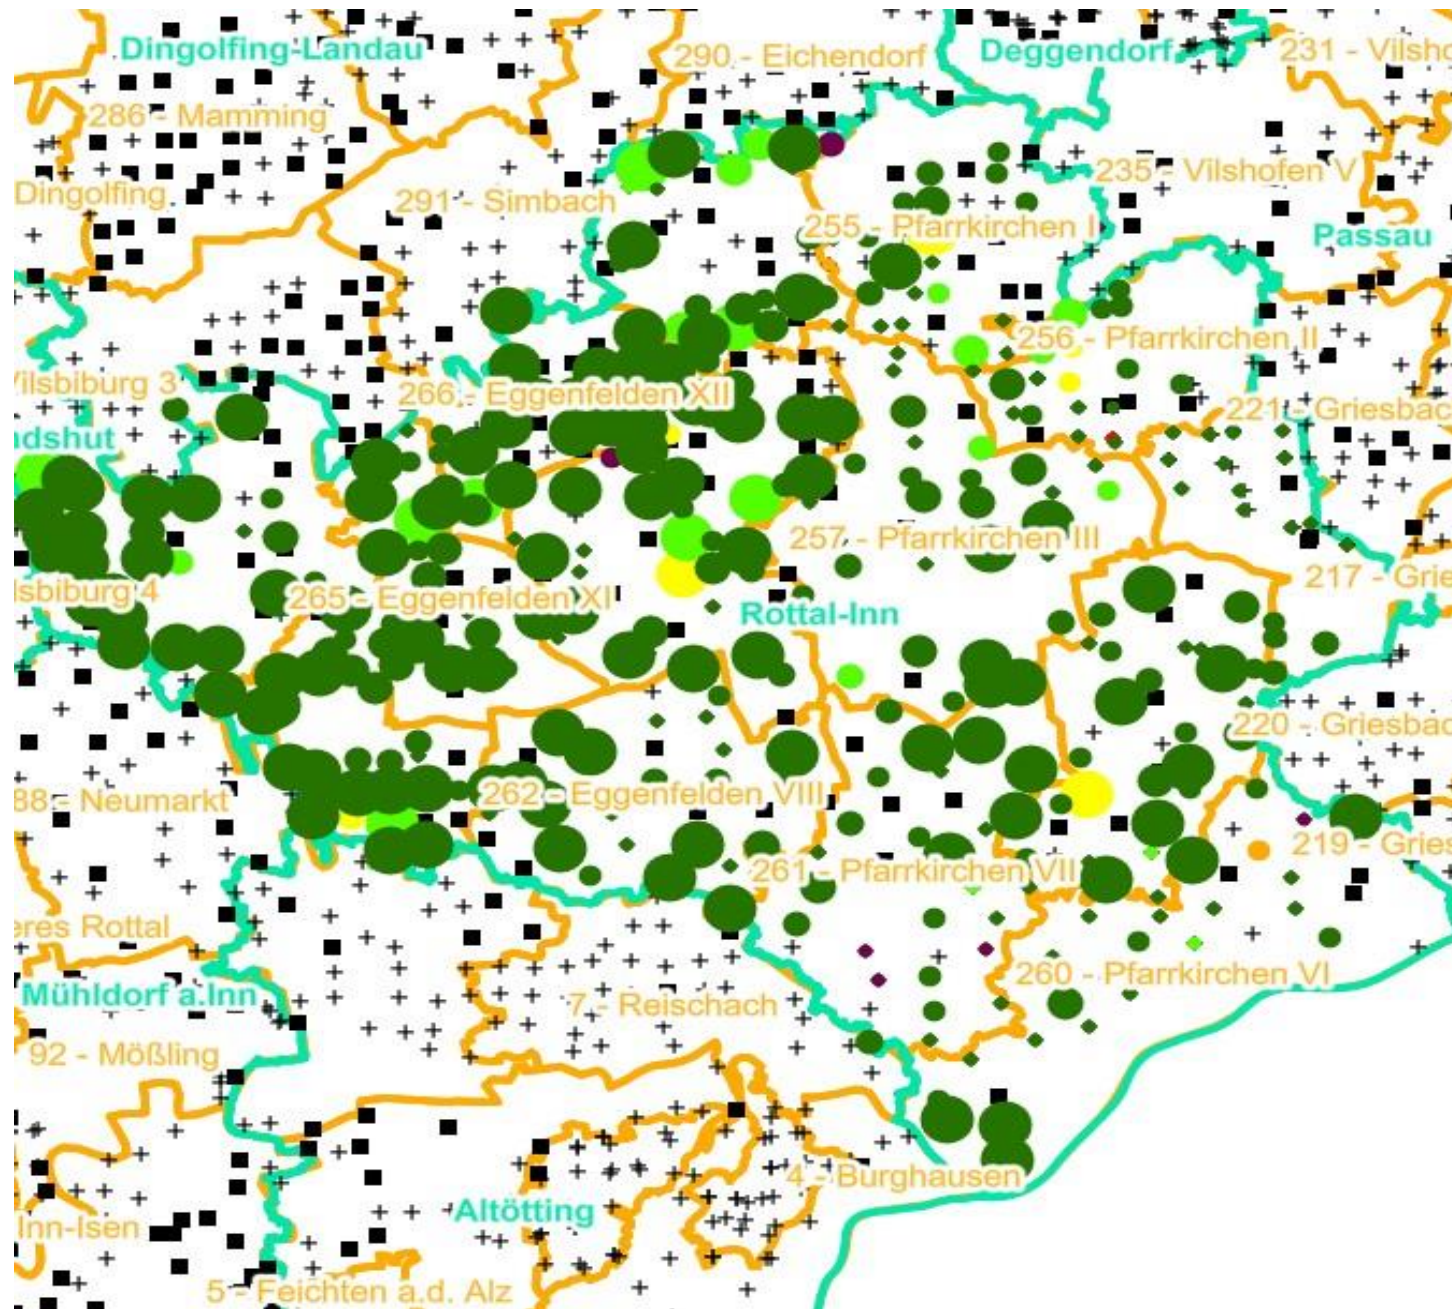 Dingolfing-Landau
290 - Eichendorf
Deggendorf
231 - Vilsho
286 - Mamming
235 - Vilshofen V
Dingolfing
291 - Simbach
255 - Pfarrkirchen I
Passau
256 - Pfarrkirchen II
Vilsbiburg 3
266 - Eggenfelden XII
221 - Griesbac
ndshut
257 - Pfarrkirchen III
217 - Grie
lsbiburg 4
265 - Eggenfelden XI
Rottal-Inn
220 - Griesbac
88 - Neumarkt
262 - Eggenfelden VIII
219 - Gries
261 - Pfarrkirchen VII
eres Rottal
260 - Pfarrkirchen VI
Mühldorf a.Inn
7 - Reischach
92 - Mößling
4 - Burghausen
Altötting
Inn-Isen
5 - Feichten a.d. Alz